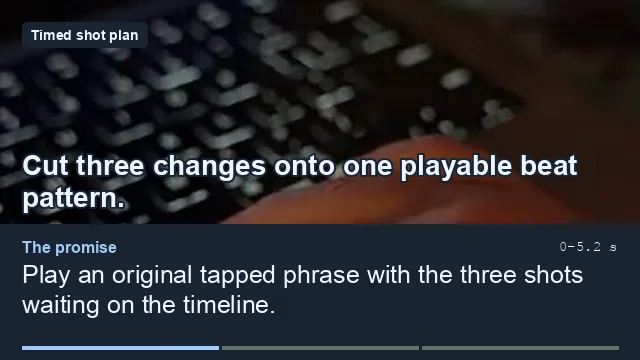 Timed shot plan
Cut three changes onto one playable beat
pattern.
The promise
0–5.2 s
Play an original tapped phrase with the three shots
waiting on the timeline.